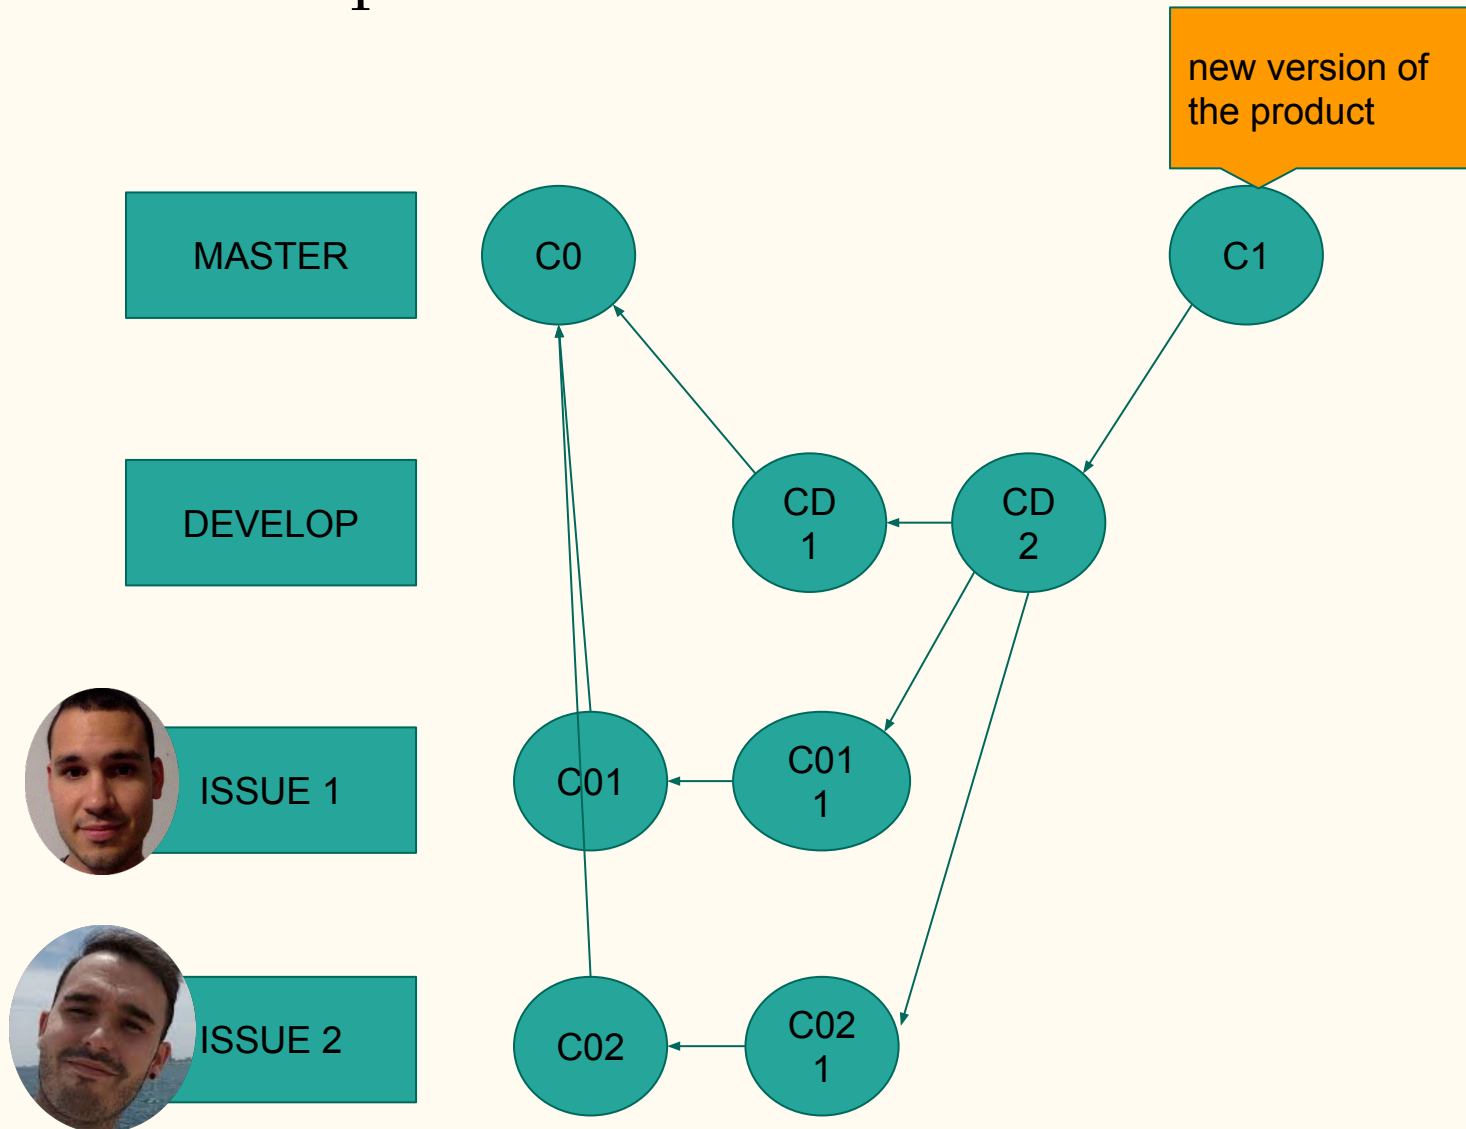 new version of
the product
MASTER
C0
C1
DEVELOP
CD
1
CD
2
ISSUE 1
C01
C01
1
ISSUE 2
C02
C02
1